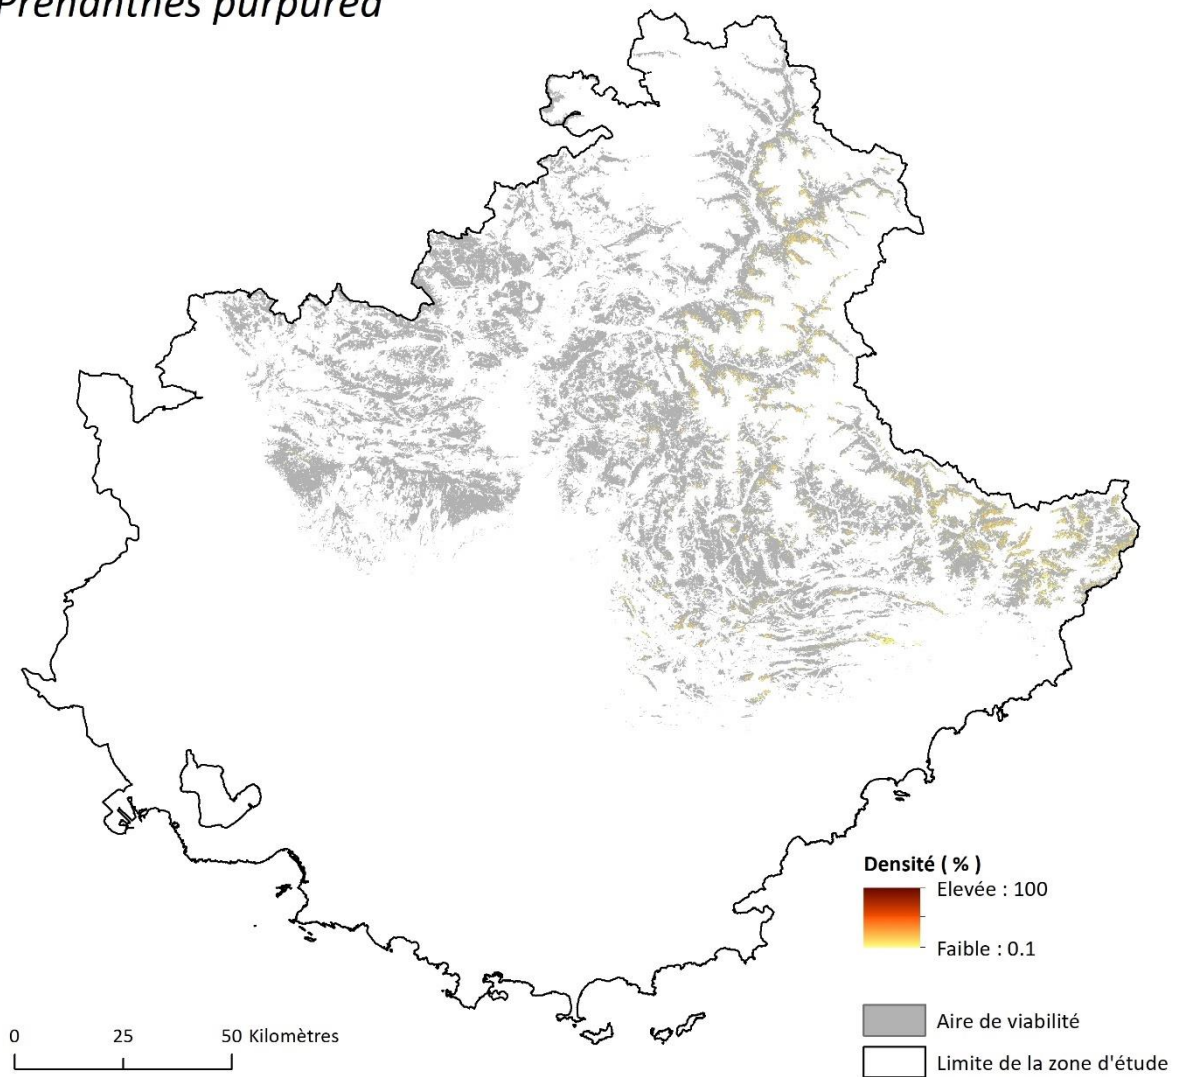 Prenanthes purpurea
Densité ( % )
Elevée : 100
Faible : 0.1
0 25 50 Kilomètres
Aire de viabilité
Limite de la zone d'étude